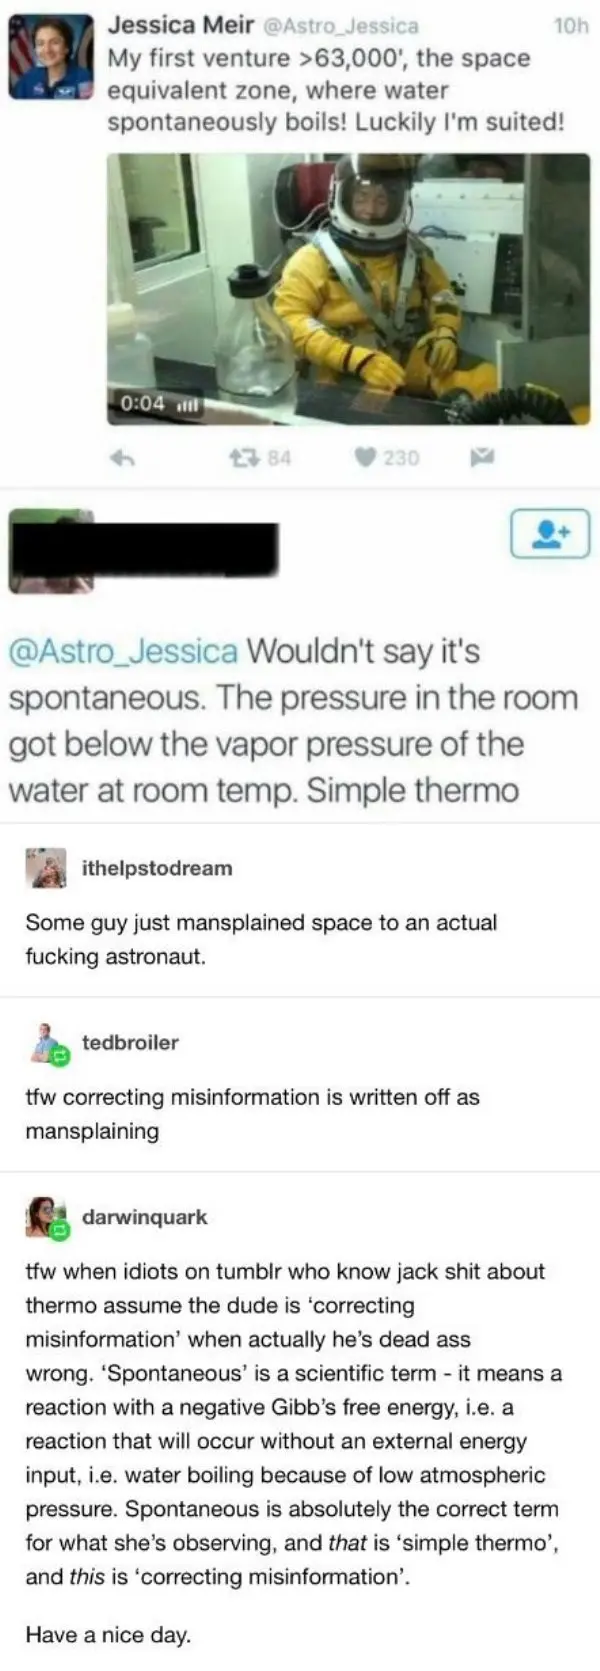 Jessica Meir @Astro_Jessica 10h
My first venture >63,000', the space
equivalent zone, where water
spontaneously boils! Luckily I'm suited!
0:04
84 230
@Astro_Jessica Wouldn't say it's
spontaneous. The pressure in the room
got below the vapor pressure of the
water at room temp. Simple thermo
ithelpstodream
Some guy just mansplained space to an actual
fucking astronaut.
tedbroiler
tfw correcting misinformation is written off as
mansplaining
darwinquark
tfw when idiots on tumblr who know jack shit about
thermo assume the dude is ‘correcting
misinformation’ when actually he’s dead ass
wrong. ‘Spontaneous’ is a scientific term - it means a
reaction with a negative Gibb’s free energy, i.e. a
reaction that will occur without an external energy
input, i.e. water boiling because of low atmospheric
pressure. Spontaneous is absolutely the correct term
for what she’s observing, and that is ‘simple thermo’,
and this is ‘correcting misinformation’.
Have a nice day.